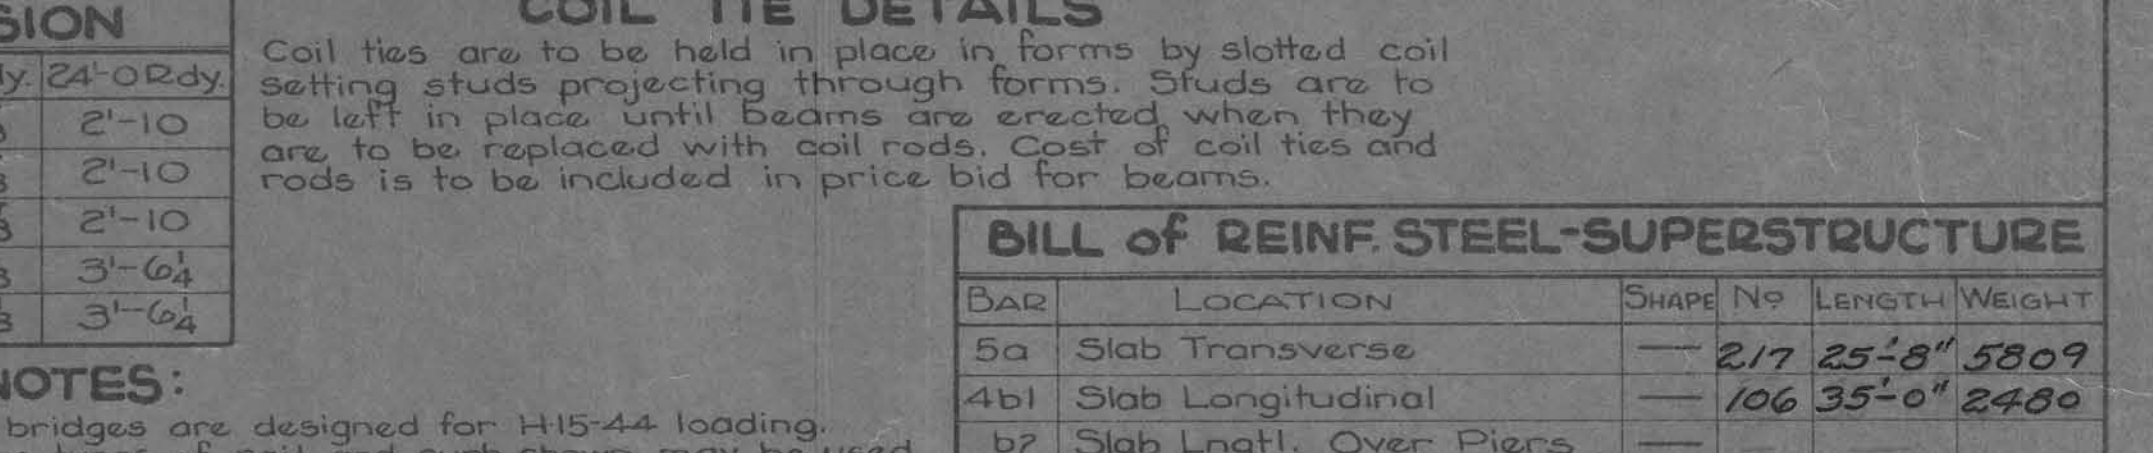 SION
24'-0 Rdy.
2'-10
2'-10
2'-10
3'-6¼
3'-6¼
COIL TIE DETAILS
Coil ties are to be held in place in forms by slotted coil
setting studs projecting through forms. Studs are to
be left in place until beams are erected when they
are to be replaced with coil rods. Cost of coil ties and
rods is to be included in price bid for beams.
BILL of REINF. STEEL-SUPERSTRUCTURE
BAR LOCATION SHAPE Nº LENGTH WEIGHT
5a Slab Transverse — 217 25'-8" 5809
4b1 Slab Longitudinal — 106 35'-0" 2480
b2 Slab Lngtl. Over Piers —
NOTES:
bridges are designed for H15-44 loading.